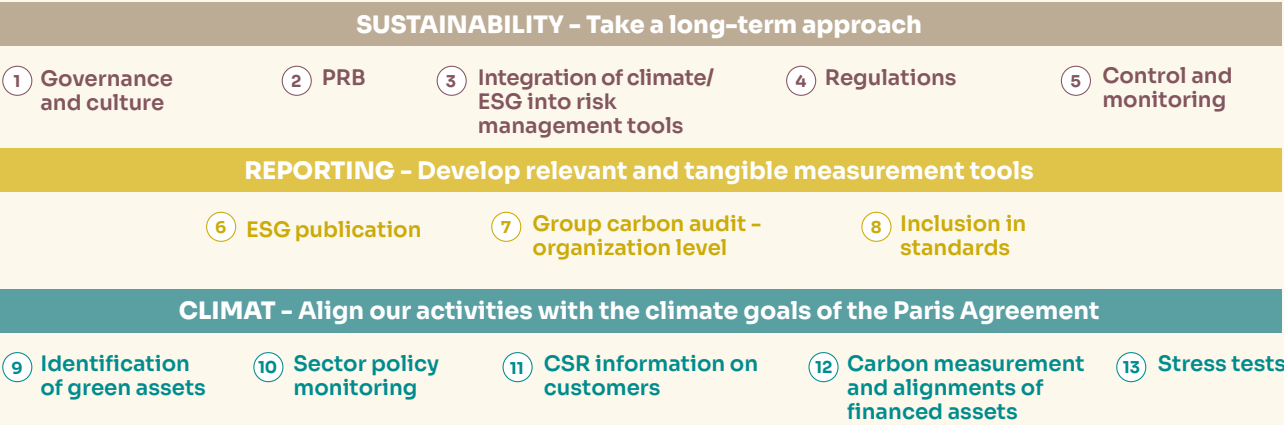 SUSTAINABILITY - Take a long-term approach
1 Governance
and culture
2 PRB
3 Integration of climate/
ESG into risk
management tools
4 Regulations
5 Control and
monitoring
REPORTING - Develop relevant and tangible measurement tools
6 ESG publication
7 Group carbon audit -
organization level
8 Inclusion in
standards
CLIMAT - Align our activities with the climate goals of the Paris Agreement
9 Identification
of green assets
10 Sector policy
monitoring
11 CSR information on
customers
12 Carbon measurement
and alignments of
financed assets
13 Stress tests